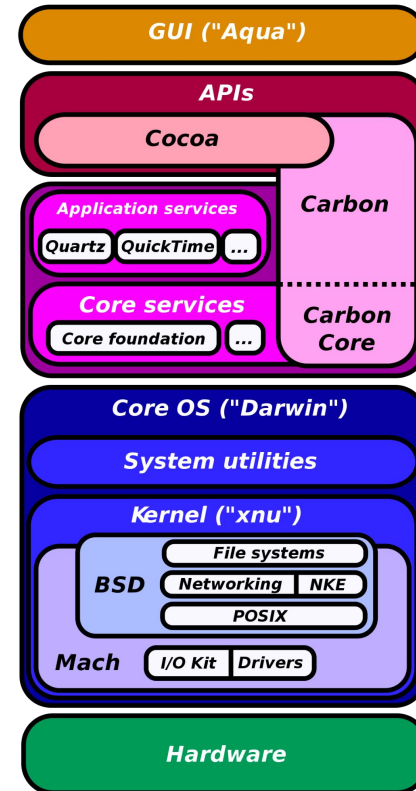 GUI ("Aqua")
APIs
Cocoa
Carbon
Application services
Quartz QuickTime ...
Core services
Carbon
Core
Core foundation ...
Core OS ("Darwin")
System utilities
Kernel ("xnu")
File systems
BSD
Networking NKE
POSIX
Mach
I/O Kit Drivers
Hardware